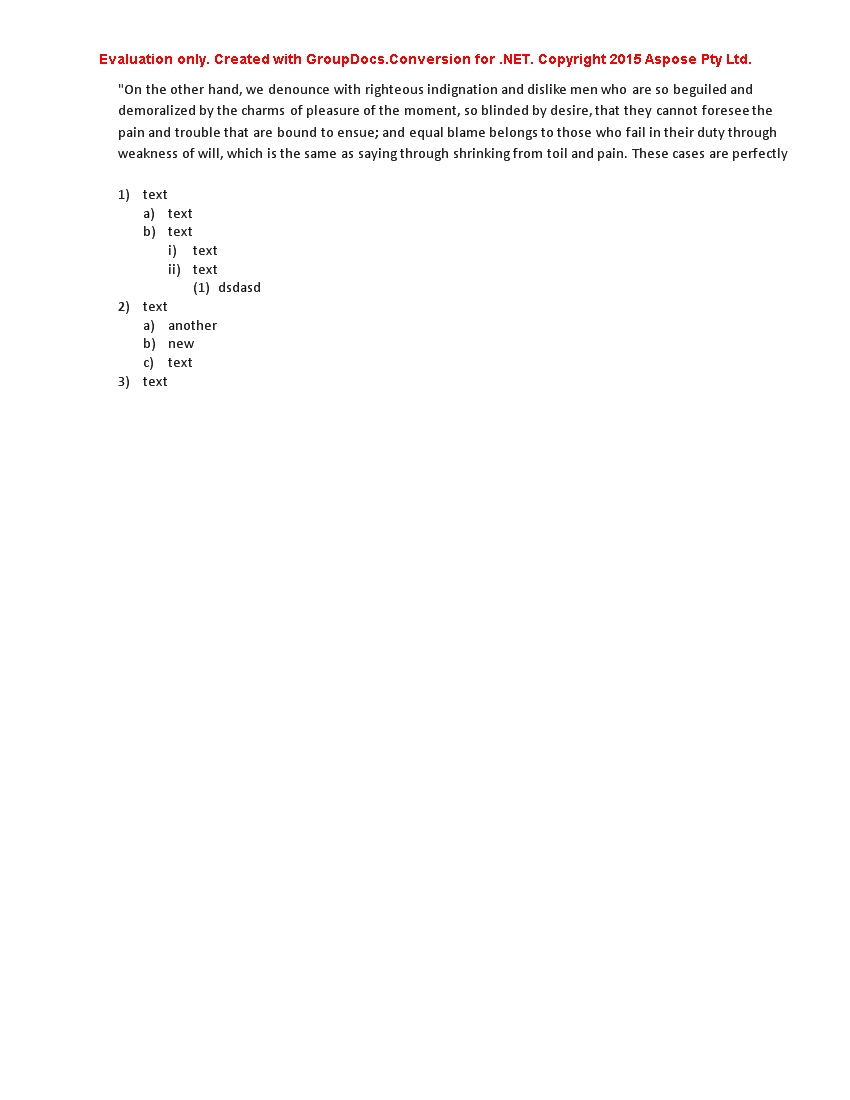 Evaluation only. Created with GroupDocs.Conversion for .NET. Copyright 2015 Aspose Pty Ltd.
"On the other hand, we denounce with righteous indignation and dislike men who are so beguiled and
demoralized by the charms of pleasure of the moment, so blinded by desire, that they cannot foresee the
pain and trouble that are bound to ensue; and equal blame belongs to those who fail in their duty through
weakness of will, which is the same as saying through shrinking from toil and pain. These cases are perfectly
1) text
a) text
b) text
i) text
ii) text
(1) dsdasd
2) text
a) another
b) new
c) text
3) text